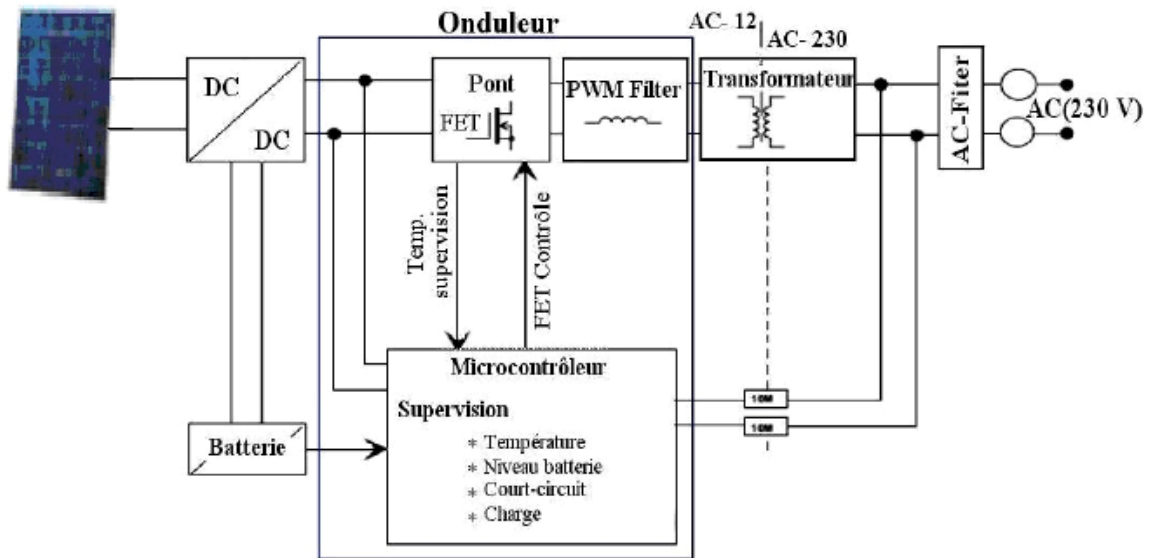 Onduleur
AC- 12
AC- 230
DC
DC
Pont
FET
PWM Filter
Transformateur
AC-Fiter
AC(230 V)
Temp.
supervision
FET Contrôle
Microcontrôleur
Supervision
* Température
* Niveau batterie
* Court-circuit
* Charge
Batterie
10M
10M